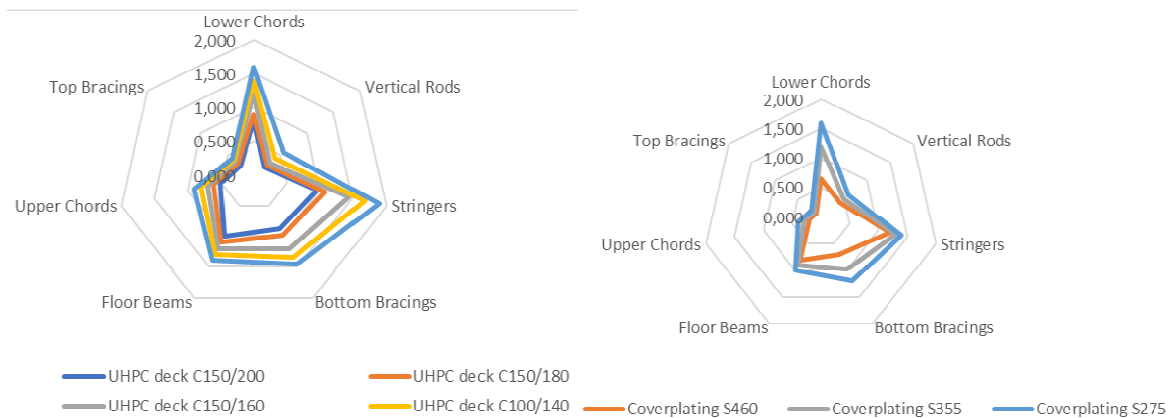 Lower Chords
2,000
1,500
1,000
0,500
0,000
Top Bracings
Vertical Rods
Upper Chords
Stringers
Floor Beams
Bottom Bracings
UHPC deck C150/200
UHPC deck C150/180
UHPC deck C150/160
UHPC deck C100/140
Lower Chords
2,000
1,500
1,000
0,500
0,000
Top Bracings
Vertical Rods
Upper Chords
Stringers
Floor Beams
Bottom Bracings
Coverplating S460
Coverplating S355
Coverplating S275